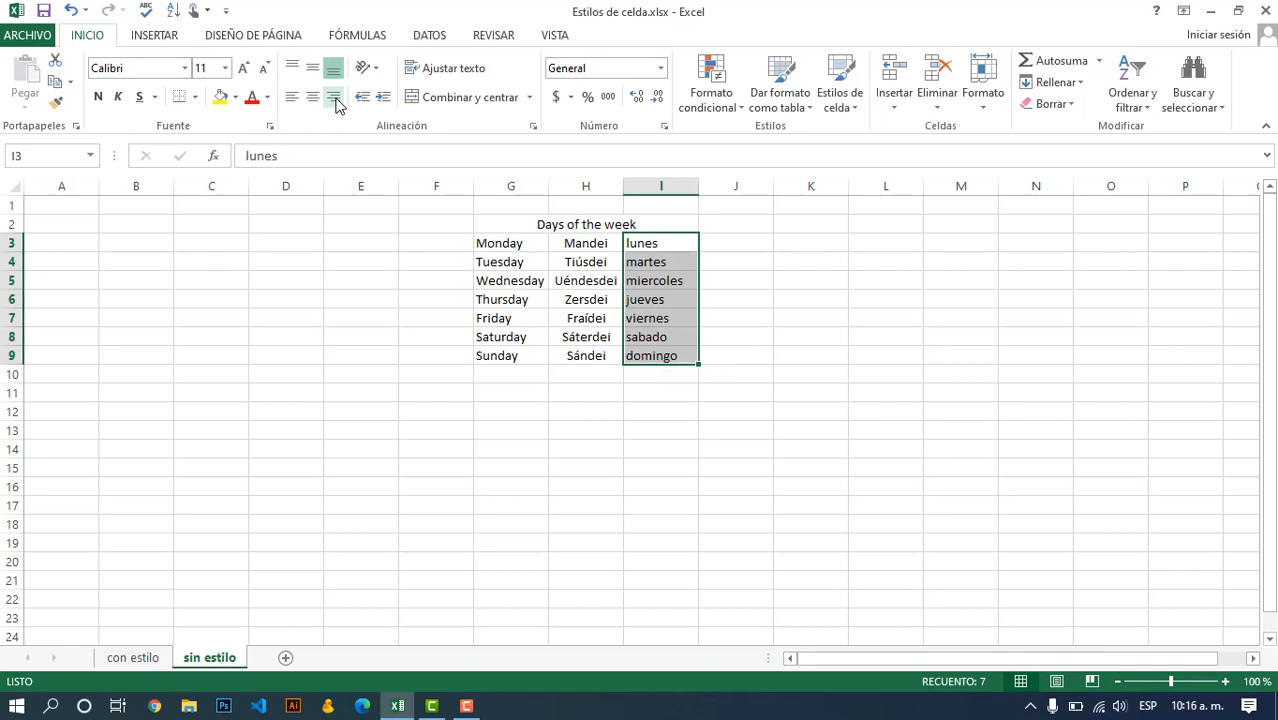 Estilos de celda.xlsx - Excel
?
ARCHIVO INICIO INSERTAR DISEÑO DE PÁGINA FÓRMULAS DATOS REVISAR VISTA
Iniciar sesión
Pegar
Portapapeles
Calibri 11
N K S
Fuente
Ajustar texto
Combinar y centrar
Alineación
General
$ % 000
Número
Formato condicional
Dar formato como tabla
Estilos de celda
Estilos
Insertar Eliminar Formato
Celdas
Autosuma
Rellenar
Borrar
Ordenar y filtrar
Buscar y seleccionar
Modificar
I3 fx lunes
A B C D E F G H I J K L M N O P
1
2 Days of the week
3 Monday Mandei lunes
4 Tuesday Tiúsdei martes
5 Wednesday Uéndesdei miercoles
6 Thursday Zersdei jueves
7 Friday Fraídei viernes
8 Saturday Sáterdei sabado
9 Sunday Sándei domingo
10
11
12
13
14
15
16
17
18
19
20
21
22
23
24
con estilo sin estilo
LISTO RECUENTO: 7 100 %
ESP 10:16 a. m.